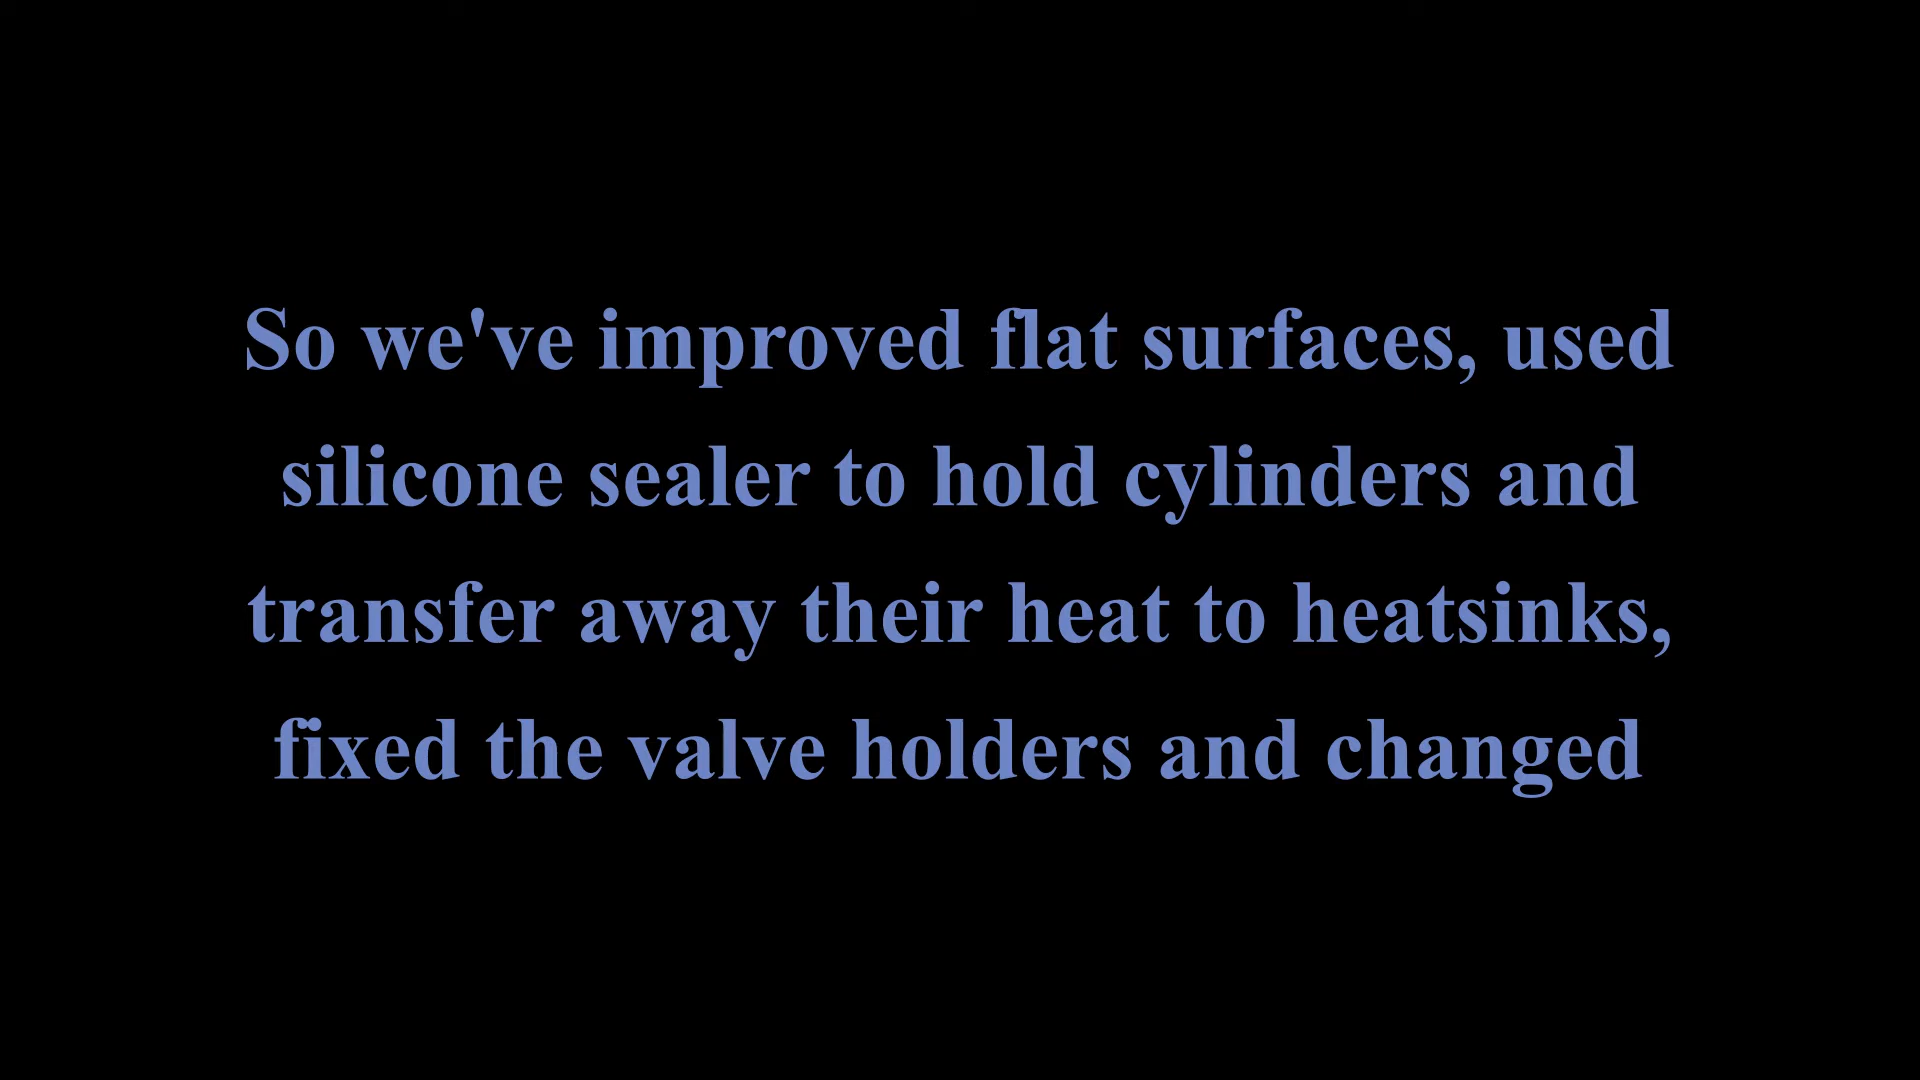 So we've improved flat surfaces, used
silicone sealer to hold cylinders and
transfer away their heat to heatsinks,
fixed the valve holders and changed